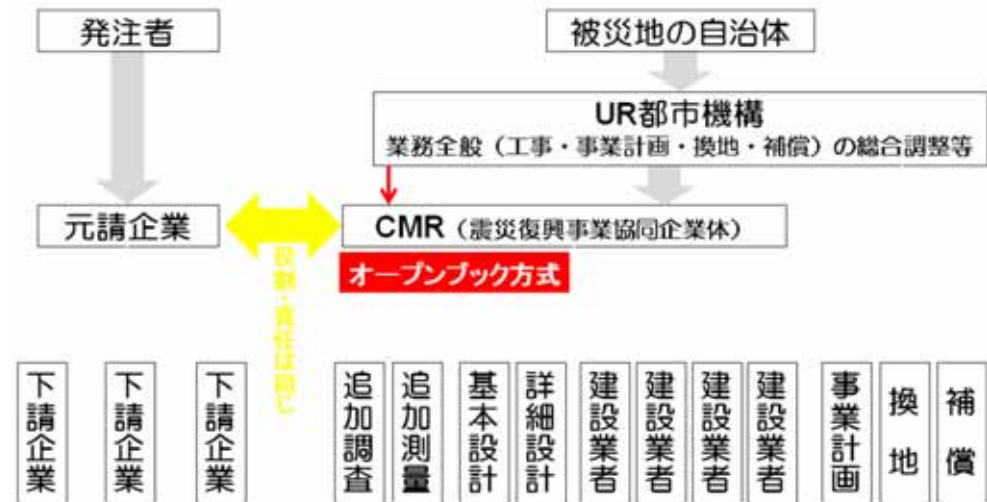 発注者
被災地の自治体
UR都市機構
業務全般（工事・事業計画・換地・補償）の総合調整等
元請企業
CMR（震災復興事業協同企業体）
オープンブック方式
役割・責任は同じ
下請企業
下請企業
下請企業
追加調査
追加測量
基本設計
詳細設計
建設業者
建設業者
建設業者
建設業者
事業計画
換地
補償